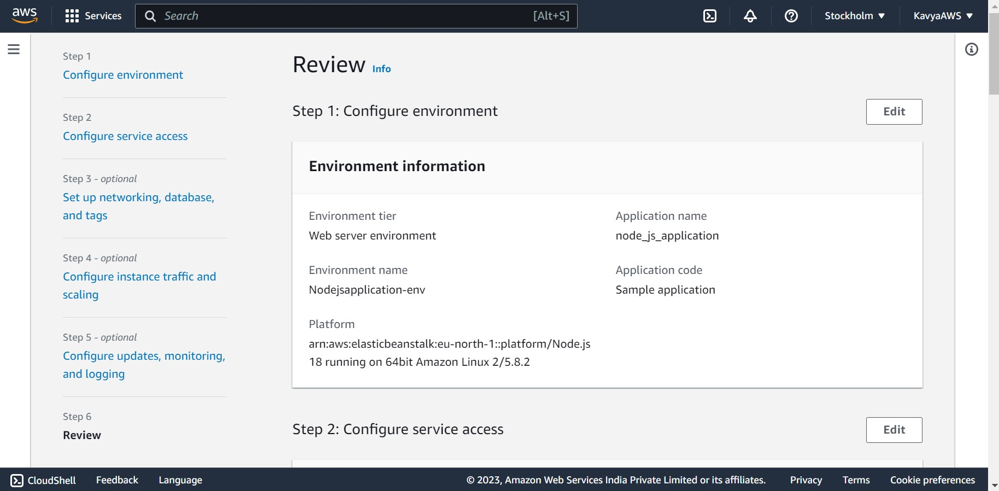 aws
Services
Search
[Alt+S]
Stockholm ▼
KavyaAWS ▼
Step 1
Configure environment
Step 2
Configure service access
Step 3 - optional
Set up networking, database,
and tags
Step 4 - optional
Configure instance traffic and
scaling
Step 5 - optional
Configure updates, monitoring,
and logging
Step 6
Review
Review Info
Step 1: Configure environment
Edit
Environment information
Environment tier
Web server environment
Application name
node_js_application
Environment name
Nodejsapplication-env
Application code
Sample application
Platform
arn:aws:elasticbeanstalk:eu-north-1::platform/Node.js
18 running on 64bit Amazon Linux 2/5.8.2
Step 2: Configure service access
Edit
CloudShell
Feedback
Language
© 2023, Amazon Web Services India Private Limited or its affiliates.
Privacy
Terms
Cookie preferences